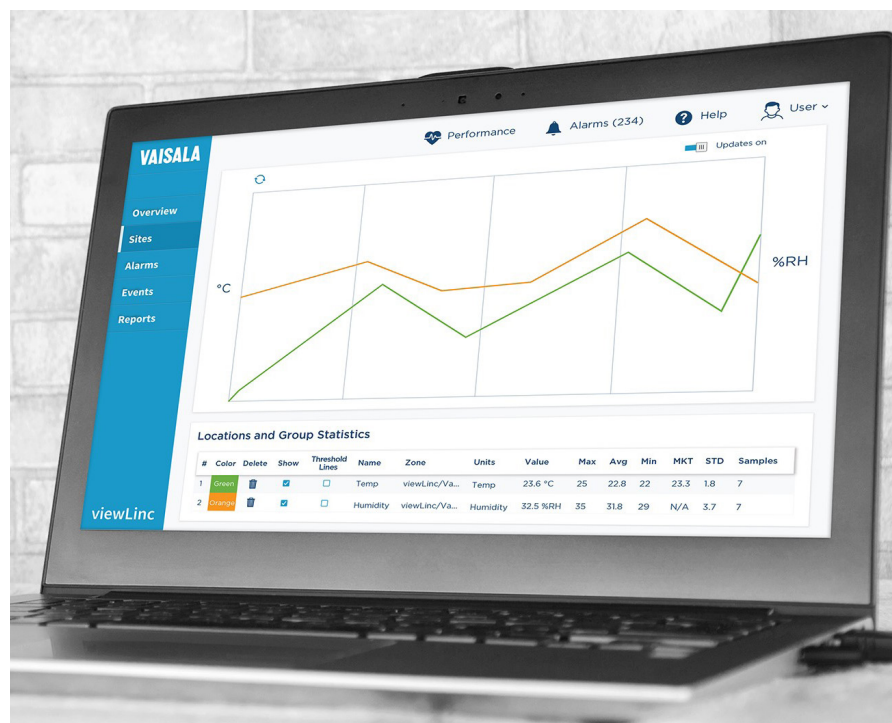 VAISALA
Performance
Alarms (234)
Help
User
Updates on
Overview
Sites
Alarms
Events
Reports
viewLinc
°C
%RH
Locations and Group Statistics
# Color Delete Show Threshold Lines Name Zone Units Value Max Avg Min MKT STD Samples
1 Green Temp viewLinc/Va... Temp 23.6 °C 25 22.8 22 23.3 1.8 7
2 Orange Humidity viewLinc/Va... Humidity 32.5 %RH 35 31.8 29 N/A 3.7 7